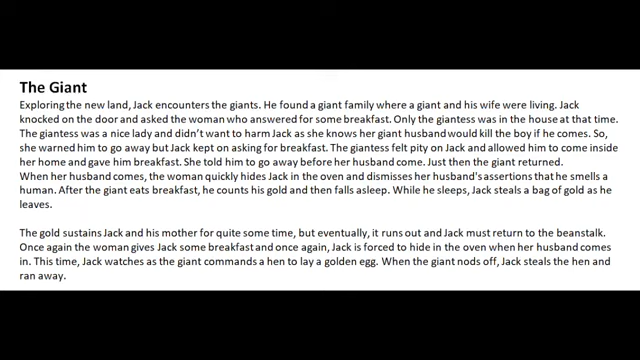 The Giant
Exploring the new land, Jack encounters the giants. He found a giant family where a giant and his wife were living. Jack
knocked on the door and asked the woman who answered for some breakfast. Only the giantess was in the house at that time.
The giantess was a nice lady and didn't want to harm Jack as she knows her giant husband would kill the boy if he comes. So,
she warned him to go away but Jack kept on asking for breakfast. The giantess felt pity on Jack and allowed him to come inside
her home and gave him breakfast. She told him to go away before her husband come. Just then the giant returned.
When her husband comes, the woman quickly hides Jack in the oven and dismisses her husband's assertions that he smells a
human. After the giant eats breakfast, he counts his gold and then falls asleep. While he sleeps, Jack steals a bag of gold as he
leaves.
The gold sustains Jack and his mother for quite some time, but eventually, it runs out and Jack must return to the beanstalk.
Once again the woman gives Jack some breakfast and once again, Jack is forced to hide in the oven when her husband comes
in. This time, Jack watches as the giant commands a hen to lay a golden egg. When the giant nods off, Jack steals the hen and
ran away.